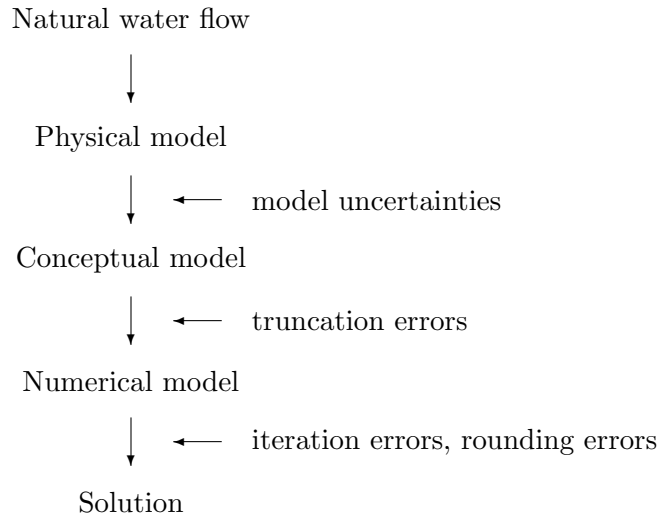 Natural water flow
Physical model
model uncertainties
Conceptual model
truncation errors
Numerical model
iteration errors, rounding errors
Solution